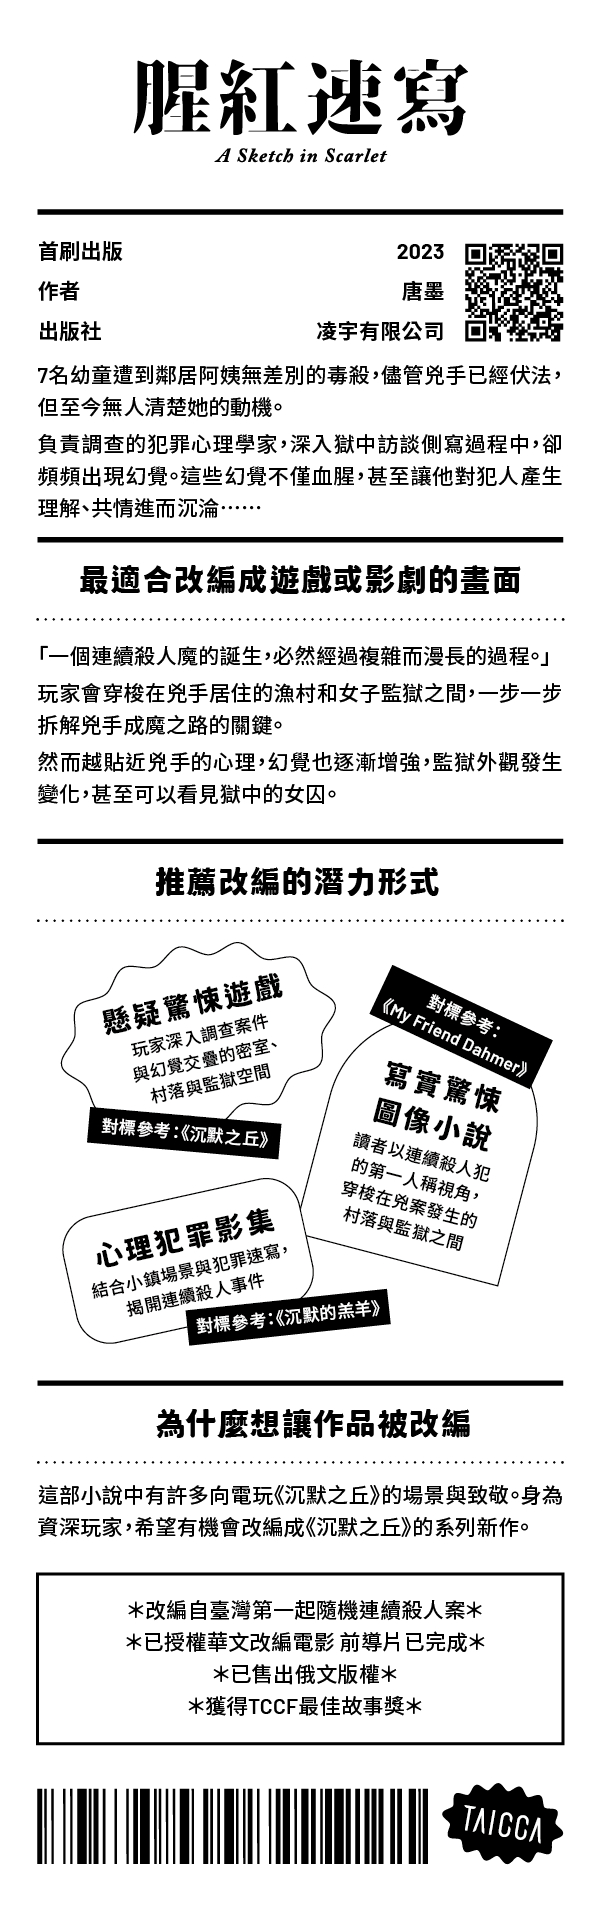 腥紅速寫
A Sketch in Scarlet
首刷出版 2023
作者 唐墨
出版社 凌宇有限公司
7名幼童遭到鄰居阿姨無差別的毒殺，儘管兇手已經伏法，
但至今無人清楚她的動機。
負責調查的犯罪心理學家，深入獄中訪談側寫過程中，卻
頻頻出現幻覺。這些幻覺不僅血腥，甚至讓他對犯人產生
理解、共情進而沉淪⋯⋯
最適合改編成遊戲或影劇的畫面
「一個連續殺人魔的誕生，必然經過複雜而漫長的過程。」
玩家會穿梭在兇手居住的漁村和女子監獄之間，一步一步
拆解兇手成魔之路的關鍵。
然而越貼近兇手的心理，幻覺也逐漸增強，監獄外觀發生
變化，甚至可以看見獄中的女囚。
推薦改編的潛力形式
懸疑驚悚遊戲
玩家深入調查案件
與幻覺交疊的密室、
村落與監獄空間
對標參考：《沉默之丘》
對標參考：
《My Friend Dahmer》
寫實驚悚
圖像小說
讀者以連續殺人犯
的第一人稱視角，
穿梭在兇案發生的
村落與監獄之間
心理犯罪影集
結合小鎮場景與犯罪速寫，
揭開連續殺人事件
對標參考：《沉默的羔羊》
為什麼想讓作品被改編
這部小說中有許多向電玩《沉默之丘》的場景與致敬。身為
資深玩家，希望有機會改編成《沉默之丘》的系列新作。
＊改編自臺灣第一起隨機連續殺人案＊
＊已授權華文改編電影 前導片已完成＊
＊已售出俄文版權＊
＊獲得TCCF最佳故事獎＊
TAICCA